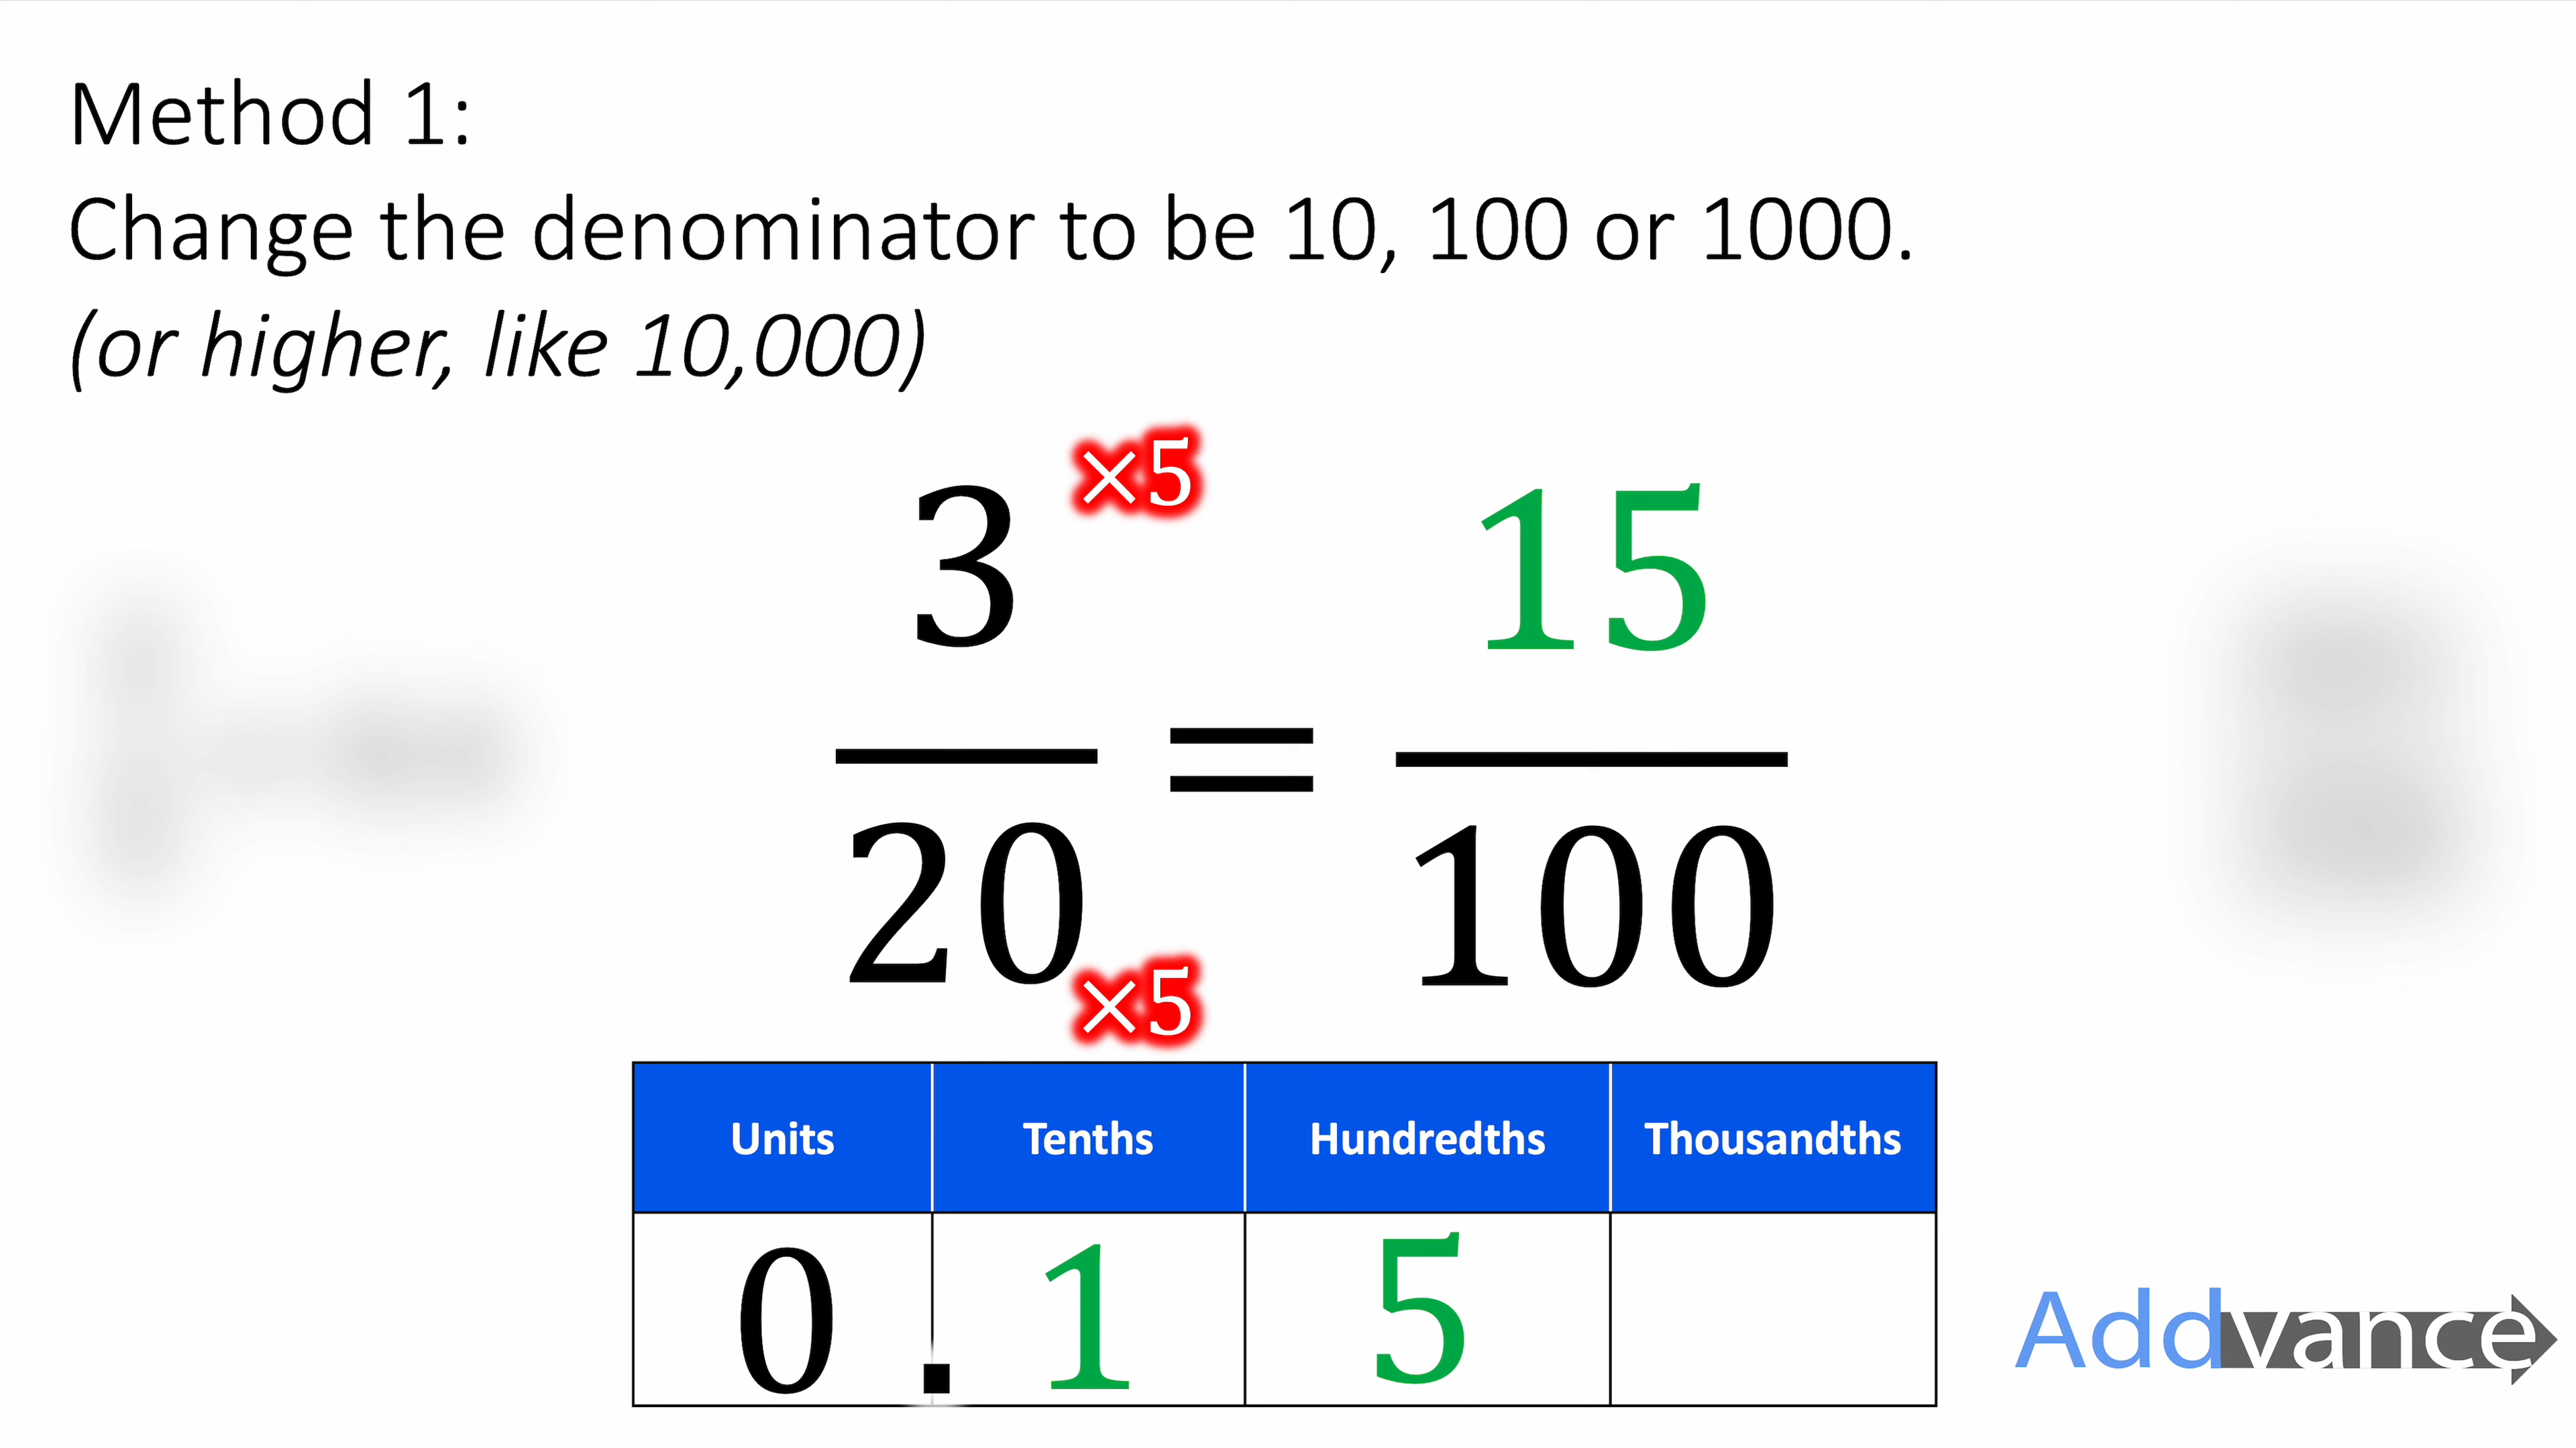 Method 1:
Change the denominator to be 10, 100 or 1000.
(or higher, like 10,000)
3 ×5
15
=
20 ×5
100
Units Tenths Hundredths Thousandths
0 . 1 5
Addvance